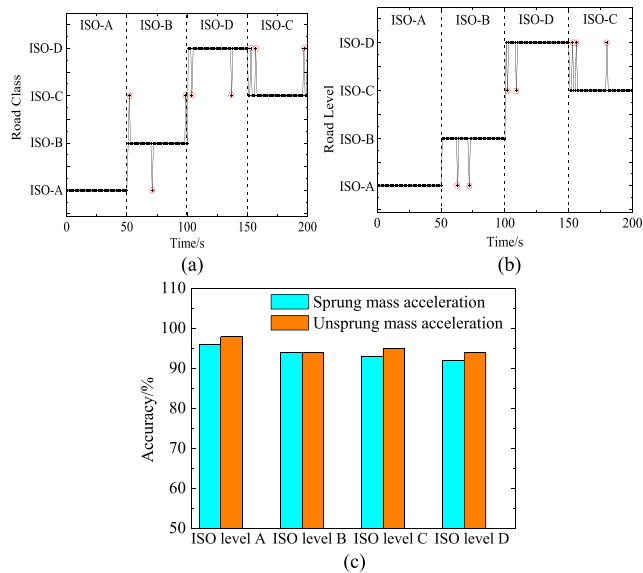 ISO-A ISO-B ISO-D ISO-C
ISO-D
ISO-C
ISO-B
ISO-A
Road Class
0 50 100 150 200
Time/s
(a)
ISO-A ISO-B ISO-D ISO-C
ISO-D
ISO-C
ISO-B
ISO-A
Road Level
0 50 100 150 200
Time/s
(b)
110
100
90
80
70
60
50
Accuracy/%
Sprung mass acceleration
Unsprung mass acceleration
ISO level A ISO level B ISO level C ISO level D
(c)